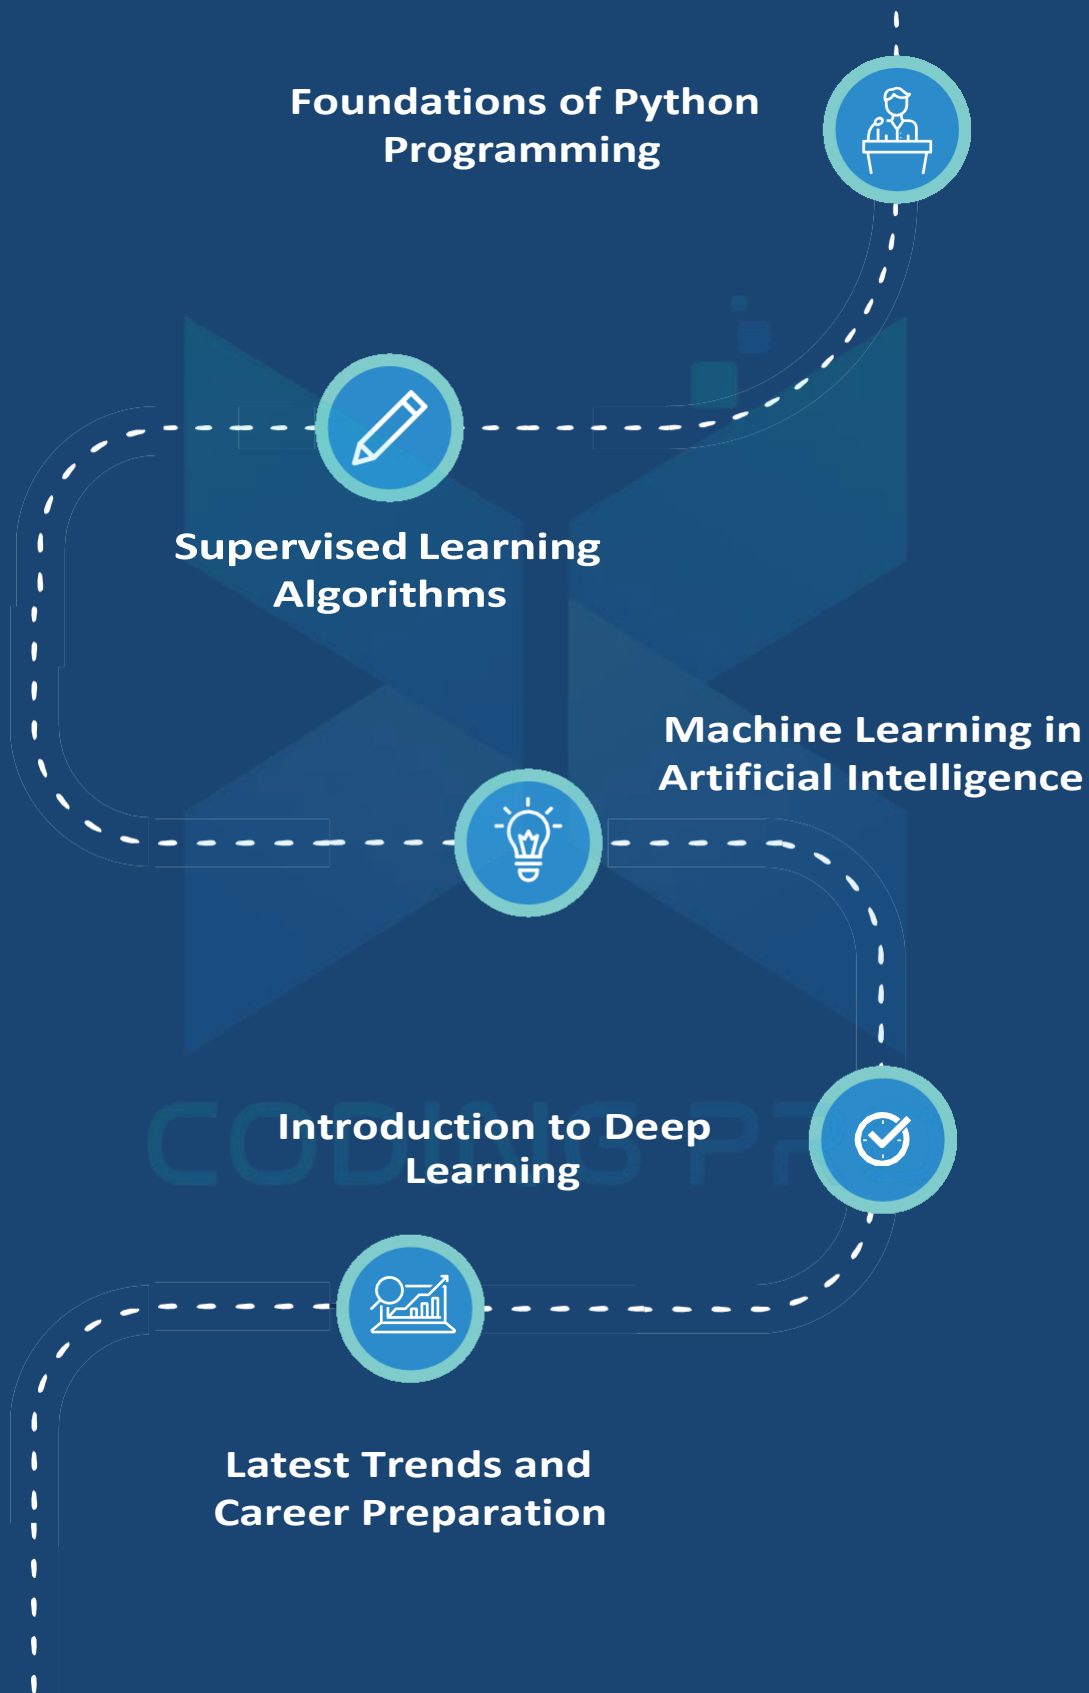 Foundations of Python
Programming
Supervised Learning
Algorithms
Machine Learning in
Artificial Intelligence
CODING
Introduction to Deep
Learning
Latest Trends and
Career Preparation